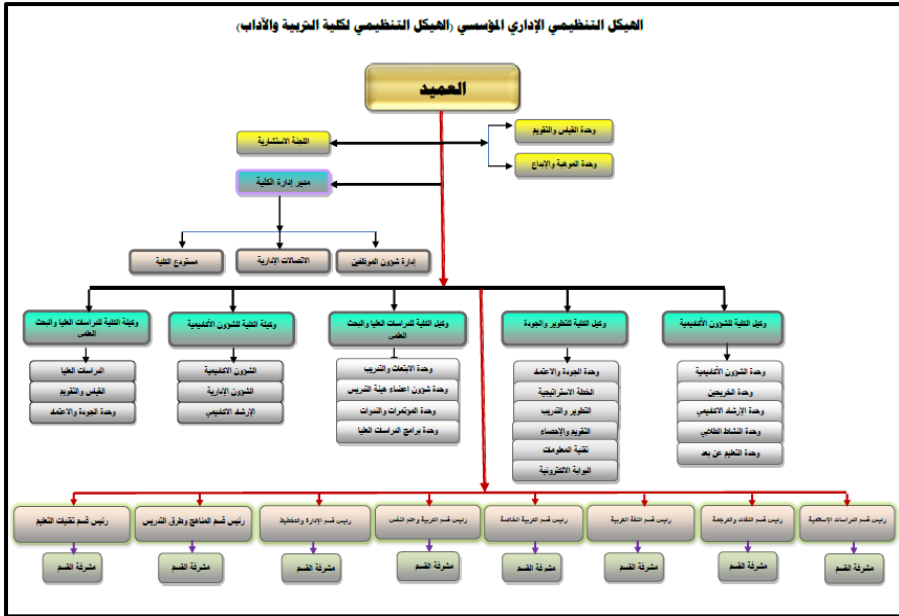 الهيكل التنظيمي الإداري المؤسسي (الهيكل التنظيمي لكلية التربية والآداب)
العميد
وحدة القياس والتقويم
اللجنة الاستشارية
وحدة الموهبة والإبداع
مدير إدارة الكلية
إدارة شؤون الموظفين
الاتصالات الإدارية
مستودع الكلية
وكيل الكلية للشؤون الأكاديمية
وكيل الكلية للتطوير والجودة
وكيل الكلية للدراسات العليا والبحث
العلمى
وكيلة الكلية للشؤون الأكاديمية
وكيلة الكلية للدراسات العليا والبحث
العلمى
وحدة الشؤون الأكاديمية
وحدة الخريجين
وحدة الإرشاد الاكاديمي
وحدة النشاط الطلابي
وحدة التعليم عن بعد
وحدة الجودة والاعتماد
الخطة الاستراتيجية
التطوير والتدريب
التقويم والإحصاء
تقنية المعلومات
البوابة الالكترونية
وحدة الابتعاث والتدريب
وحدة شؤون اعضاء هيئة التدريس
وحدة المؤتمرات والندوات
وحدة برامج الدراسات العليا
الشؤون الاكاديمية
الشؤون الإدارية
الإرشاد الاكاديمي
الدراسات العليا
القياس والتقويم
وحدة الجودة والاعتماد
رئيس قسم الدراسات الإسلامية
رئيس قسم اللغات والترجمة
رئيس قسم اللغة العربية
رئيس قسم التربية الخاصة
رئيس قسم التربية وعلم النفس
رئيس قسم الإدارة والتخطيط
رئيس قسم المناهج وطرق التدريس
رئيس قسم تقنيات التعليم
مشرفة القسم
مشرفة القسم
مشرفة القسم
مشرفة القسم
مشرفة القسم
مشرفة القسم
مشرفة القسم
مشرفة القسم